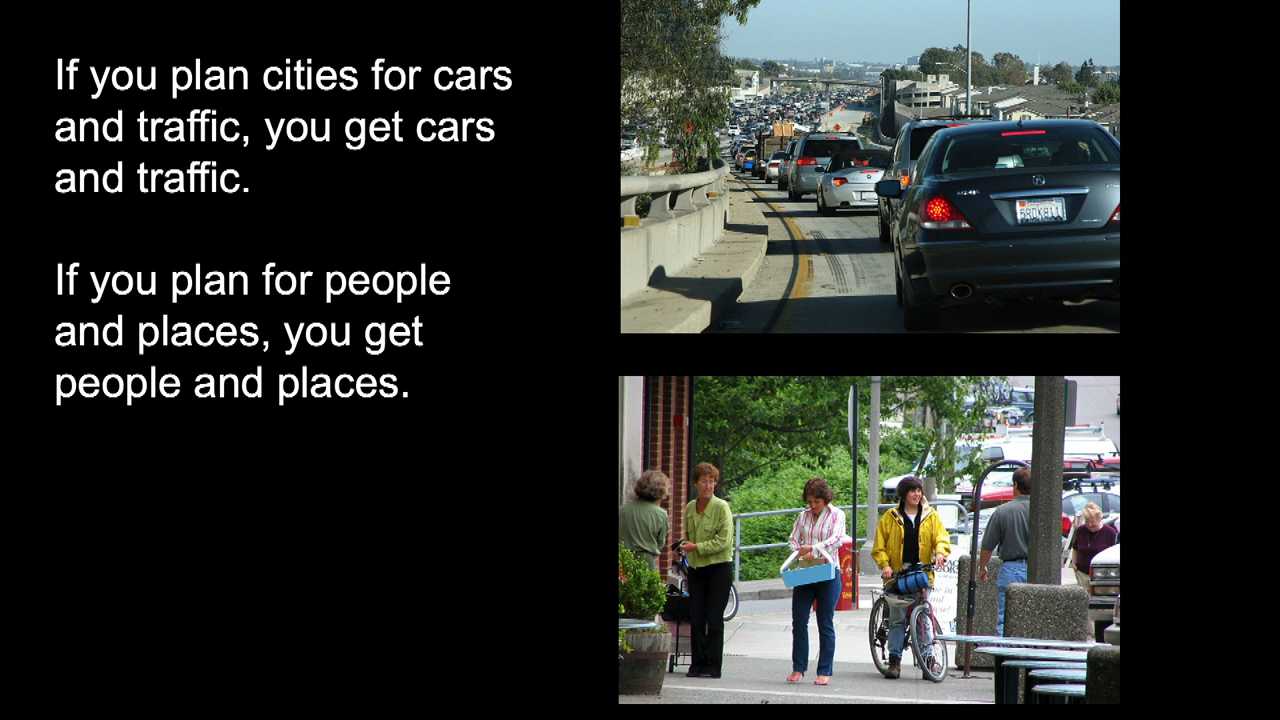 If you plan cities for cars
and traffic, you get cars
and traffic.
If you plan for people
and places, you get
people and places.